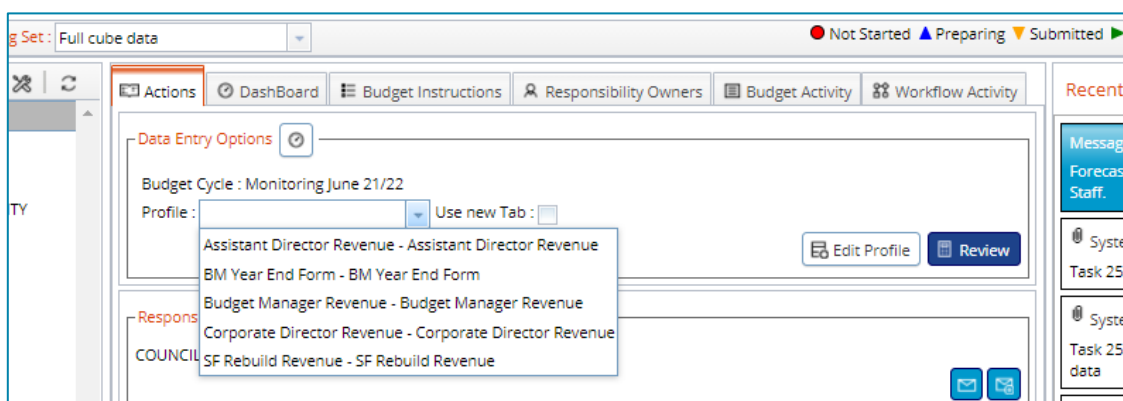 g Set : Full cube data
Not Started Preparing Submitted
Actions DashBoard Budget Instructions Responsibility Owners Budget Activity Workflow Activity
Recent
Data Entry Options
Budget Cycle : Monitoring June 21/22
Profile : Use new Tab :
Assistant Director Revenue - Assistant Director Revenue
BM Year End Form - BM Year End Form
Budget Manager Revenue - Budget Manager Revenue
Corporate Director Revenue - Corporate Director Revenue
SF Rebuild Revenue - SF Rebuild Revenue
Edit Profile Review
Respons
COUNCIL
TY
Messag
Forecas
Staff.
Syste
Task 25
Syste
Task 25
data